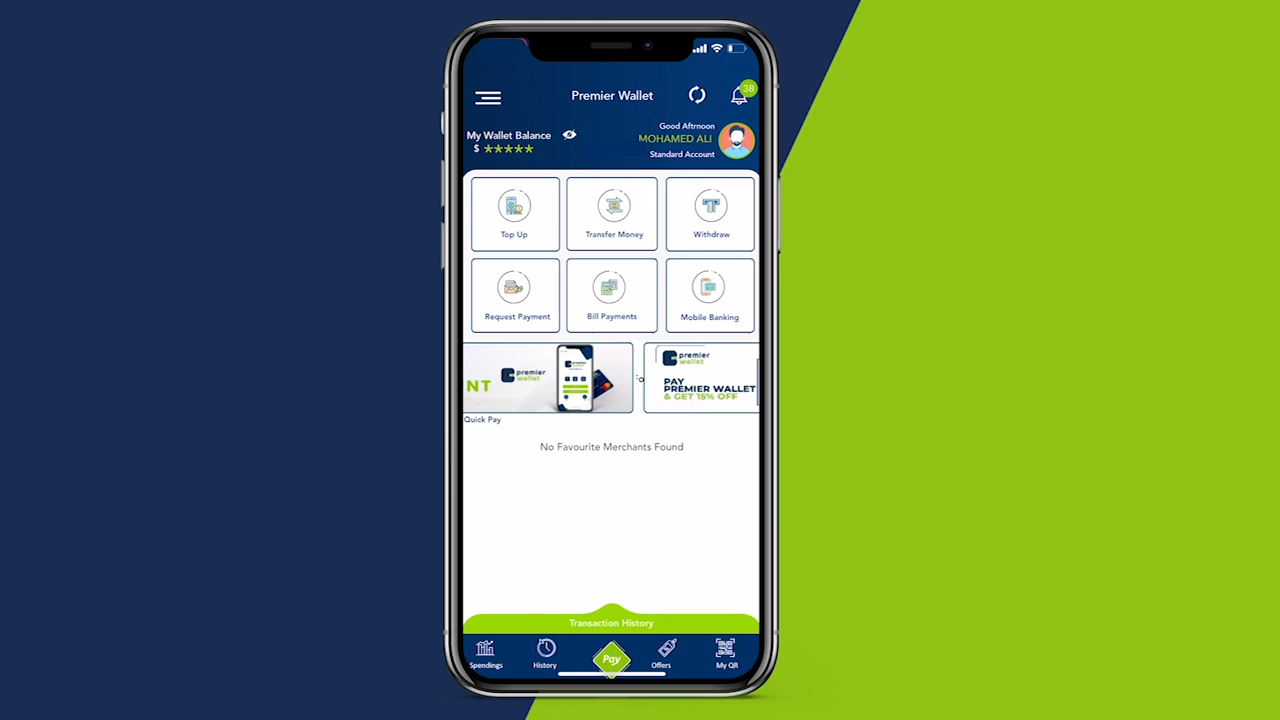 Premier Wallet
38
My Wallet Balance
$ *****
Good Aftrnoon
MOHAMED ALI
Standard Account
Top Up
Transfer Money
Withdraw
Request Payment
Bill Payments
Mobile Banking
NT
premier
wallet
premier
wallet
PAY
PREMIER WALLET
& GET 15% OFF
Quick Pay
No Favourite Merchants Found
Transaction History
Spendings
History
Pay
Offers
My QR